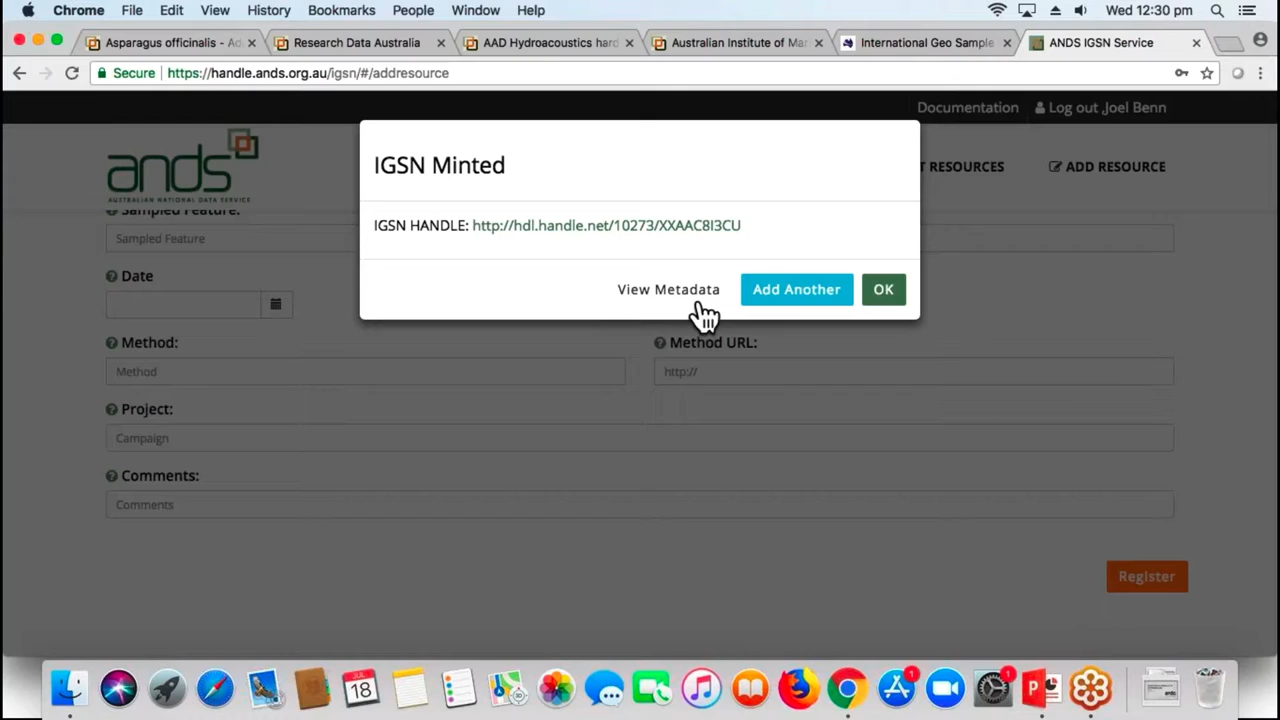 Chrome File Edit View History Bookmarks People Window Help Wed 12:30 pm
Asparagus officinalis - Ad Research Data Australia AAD Hydroacoustics hard Australian Institute of Mar International Geo Sample ANDS IGSN Service
Secure https://handle.ands.org.au/igsn/#/addresource
Documentation Log out Joel Benn
ands
AUSTRALIAN NATIONAL DATA SERVICE
T RESOURCES ADD RESOURCE
IGSN Minted
IGSN HANDLE: http://hdl.handle.net/10273/XXAAC8I3CU
View Metadata Add Another OK
Sampled Feature:
Sampled Feature
Date
Method: Method URL:
Method http://
Project:
Campaign
Comments:
Comments
Register
JUL
18
1
1
P